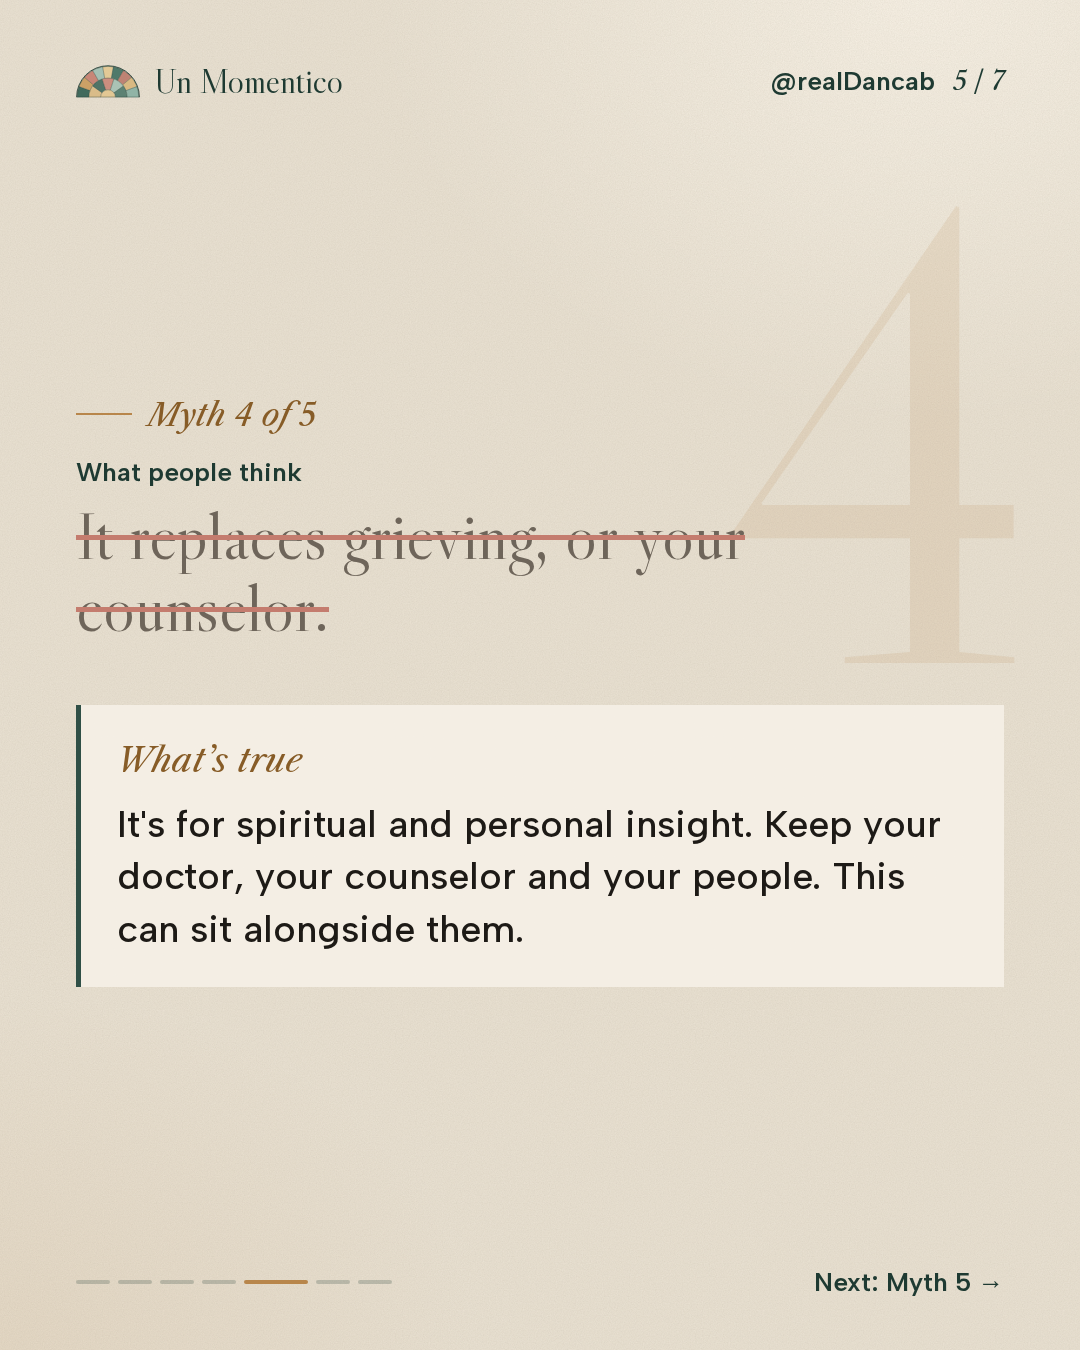 Un Momentico
@realDancab 5 / 7
4
Myth 4 of 5
What people think
It replaces grieving, or your
counselor.
What’s true
It's for spiritual and personal insight. Keep your
doctor, your counselor and your people. This
can sit alongside them.
Next: Myth 5 →